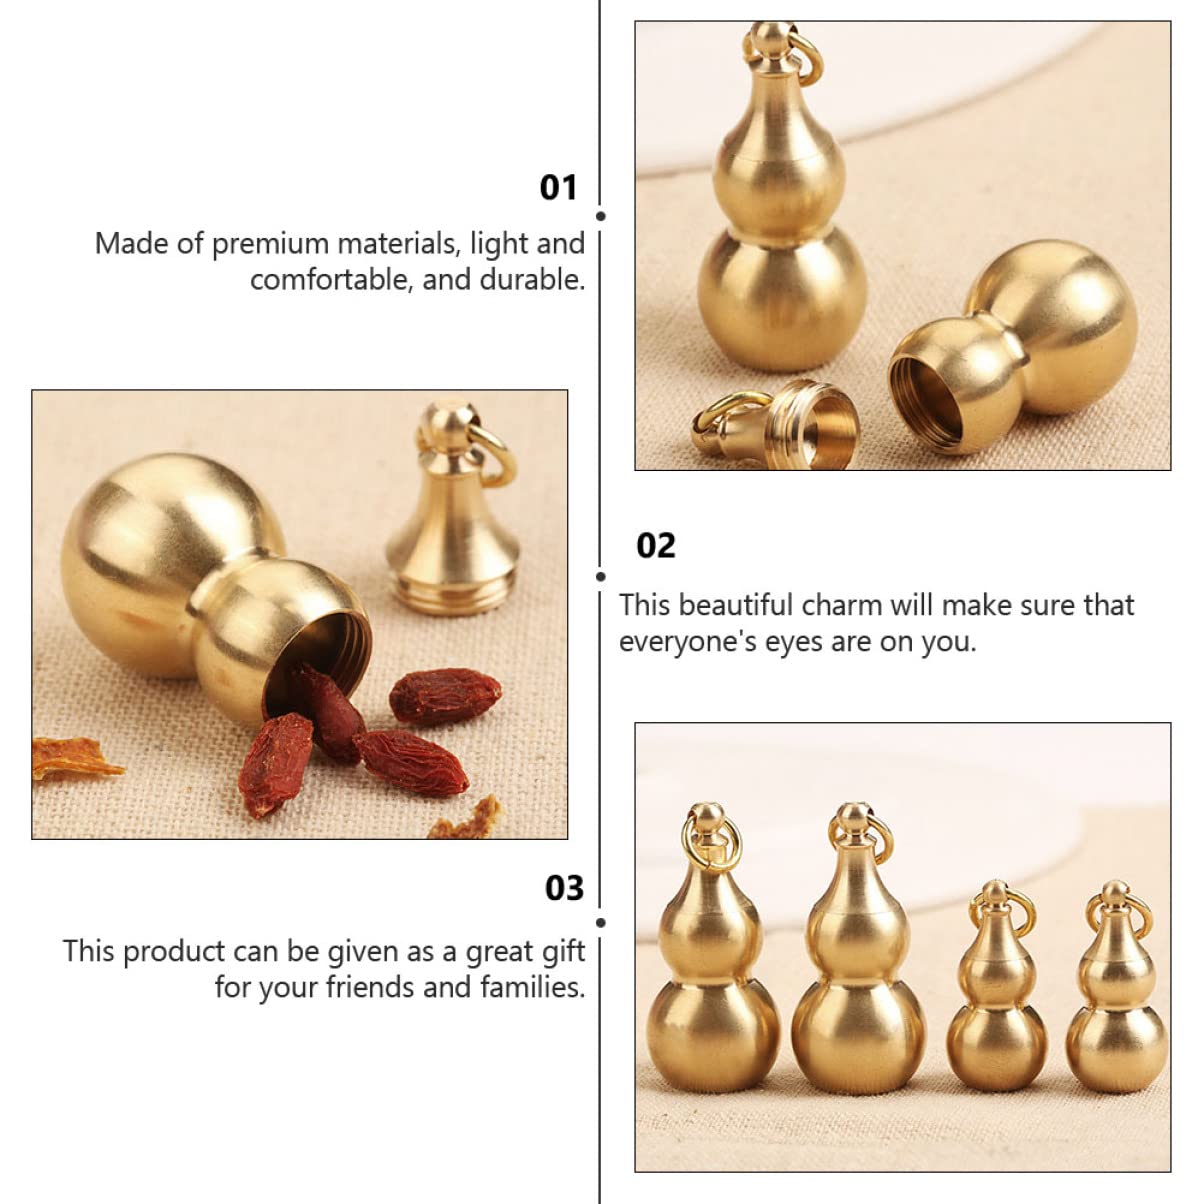 01
Made of premium materials, light and
comfortable, and durable.
02
This beautiful charm will make sure that
everyone's eyes are on you.
03
This product can be given as a great gift
for your friends and families.